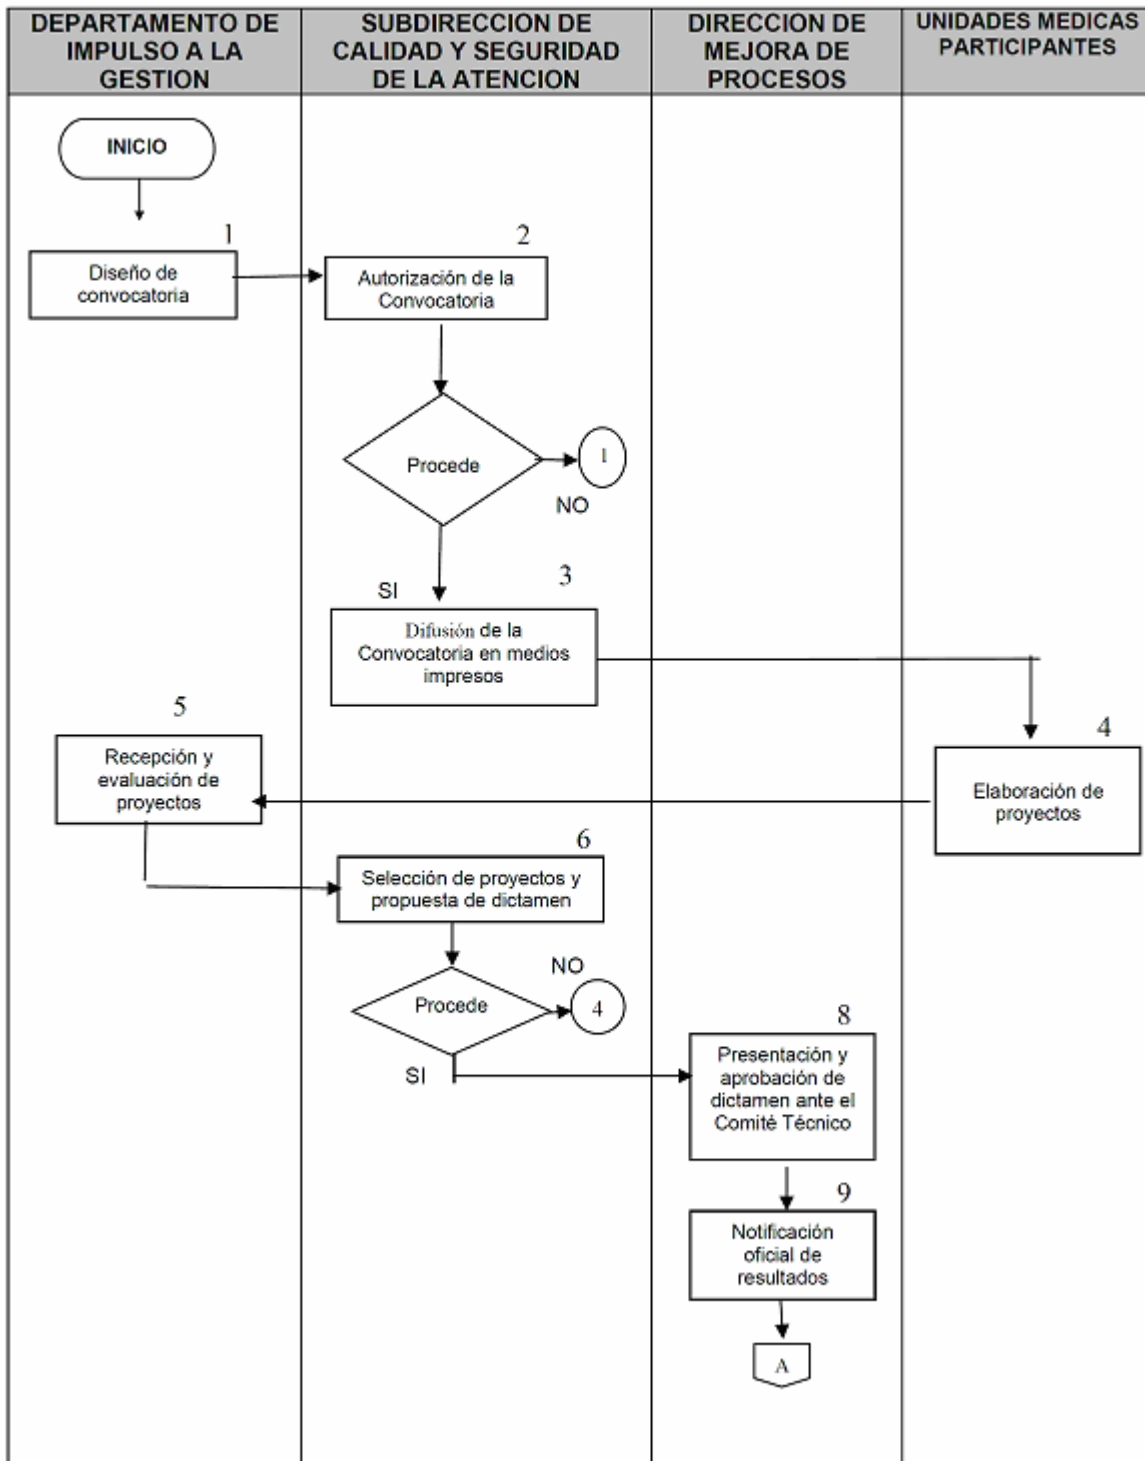 DEPARTAMENTO DE
IMPULSO A LA
GESTION
SUBDIRECCION DE
CALIDAD Y SEGURIDAD
DE LA ATENCION
DIRECCION DE
MEJORA DE
PROCESOS
UNIDADES MEDICAS
PARTICIPANTES
INICIO
1
Diseño de
convocatoria
2
Autorización de la
Convocatoria
Procede
1
NO
SI
3
Difusión de la
Convocatoria en medios
impresos
4
Elaboración de
proyectos
5
Recepción y
evaluación de
proyectos
6
Selección de proyectos y
propuesta de dictamen
Procede
NO
4
SI
8
Presentación y
aprobación de
dictamen ante el
Comité Técnico
9
Notificación
oficial de
resultados
A